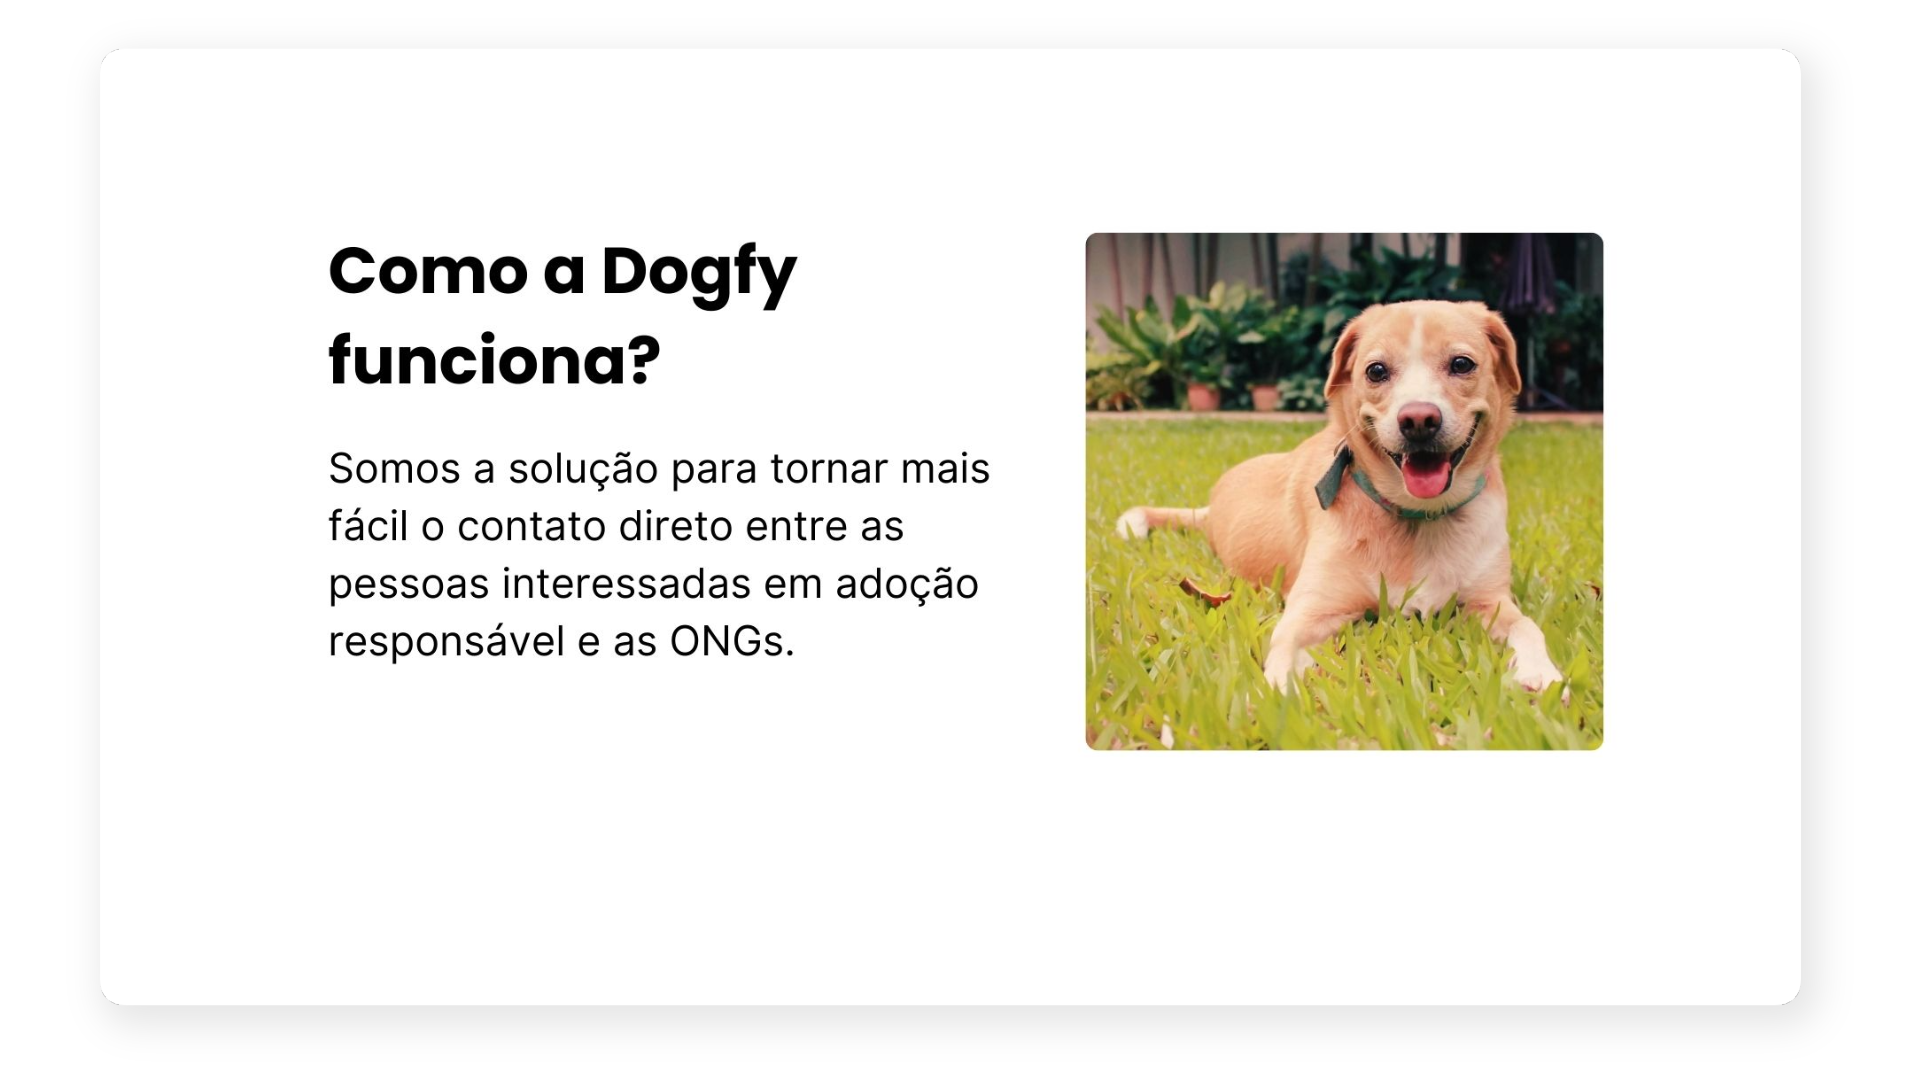 Como a Dogfy
funciona?
Somos a solução para tornar mais
fácil o contato direto entre as
pessoas interessadas em adoção
responsável e as ONGs.